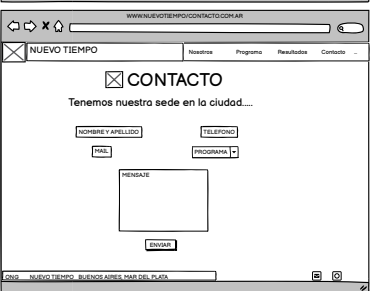 WWW.NUEVOTIEMPO/CONTACTO.COM.AR
NUEVO TIEMPO Nosotros Programa Resultados Contacto ...
CONTACTO
Tenemos nuestra sede en la ciudad.....
NOMBRE Y APELLIDO TELEFONO
MAIL PROGRAMA
MENSAJE
ENVIAR
ONG NUEVO TIEMPO BUENOS AIRES, MAR DEL PLATA